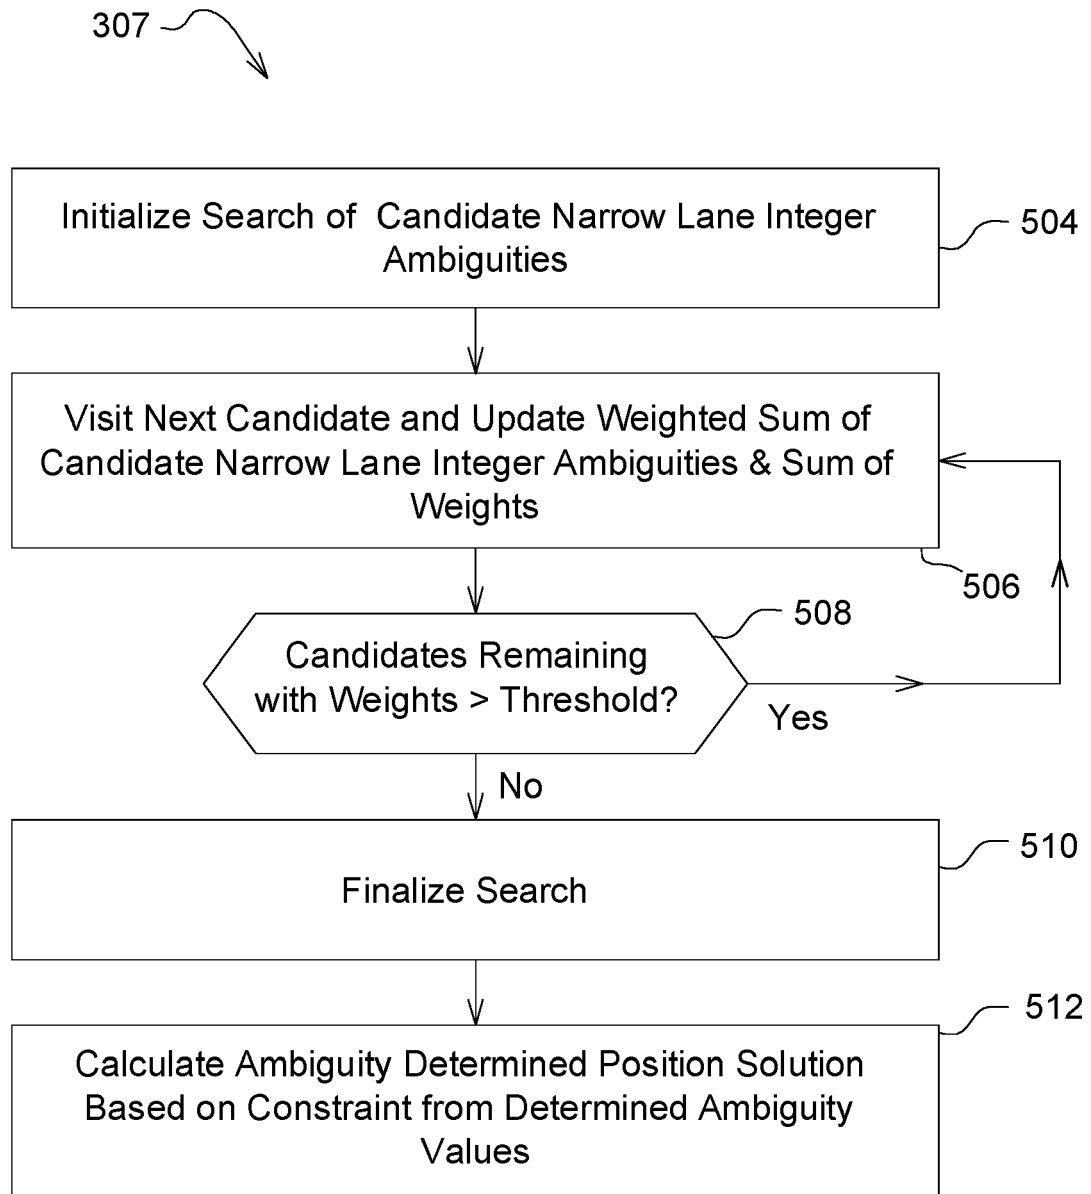 307
Initialize Search of Candidate Narrow Lane Integer
Ambiguities
504
Visit Next Candidate and Update Weighted Sum of
Candidate Narrow Lane Integer Ambiguities & Sum of
Weights
506
508
Candidates Remaining
with Weights > Threshold?
Yes
No
510
Finalize Search
512
Calculate Ambiguity Determined Position Solution
Based on Constraint from Determined Ambiguity
Values